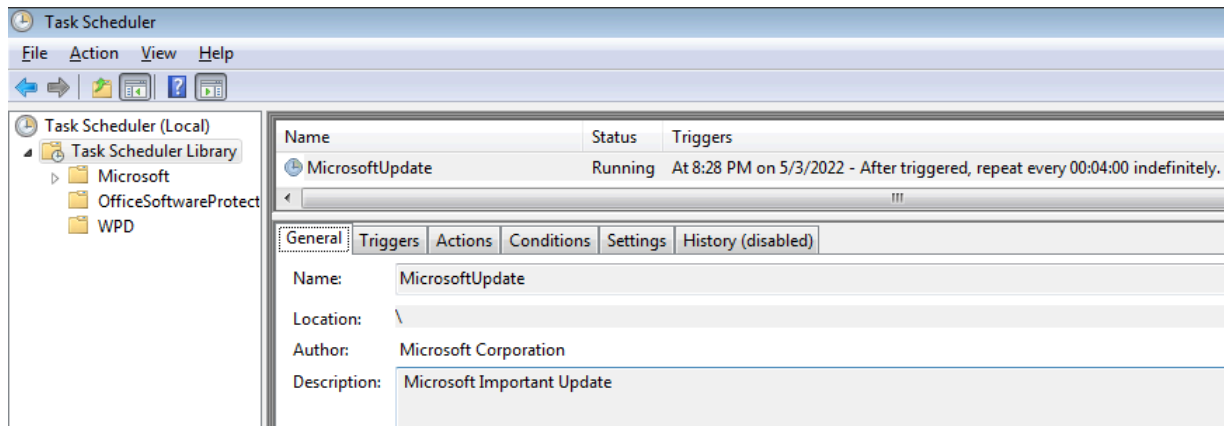 Task Scheduler
File Action View Help
Task Scheduler (Local)
Task Scheduler Library
Microsoft
OfficeSoftwareProtect
WPD
Name Status Triggers
MicrosoftUpdate Running At 8:28 PM on 5/3/2022 - After triggered, repeat every 00:04:00 indefinitely.
General Triggers Actions Conditions Settings History (disabled)
Name: MicrosoftUpdate
Location: \
Author: Microsoft Corporation
Description: Microsoft Important Update